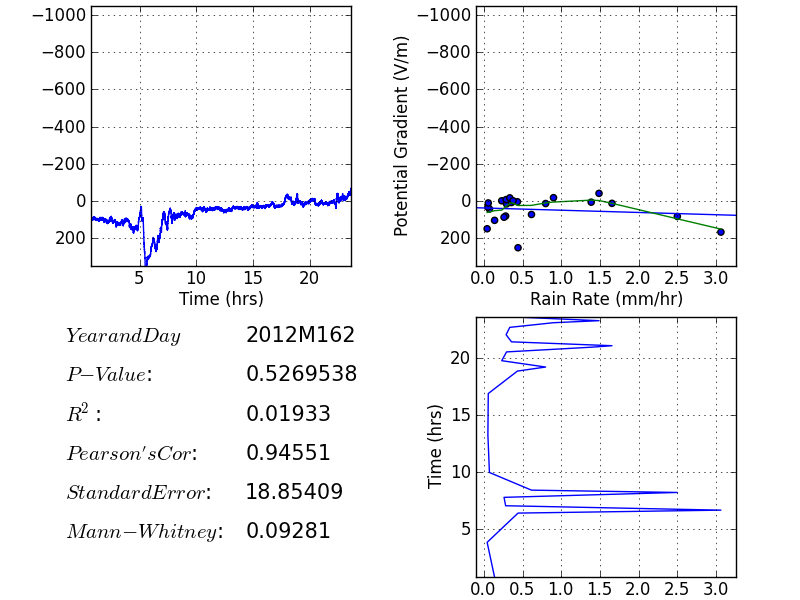 −1000
−800
−600
−400
−200
0
200
5 10 15 20
Time (hrs)
Potential Gradient (V/m)
−1000
−800
−600
−400
−200
0
200
0.0 0.5 1.0 1.5 2.0 2.5 3.0
Rain Rate (mm/hr)
YearandDay 2012M162
P−Value: 0.5269538
R²: 0.01933
Pearson'sCor: 0.94551
StandardError: 18.85409
Mann−Whitney: 0.09281
Time (hrs)
20
15
10
5
0.0 0.5 1.0 1.5 2.0 2.5 3.0